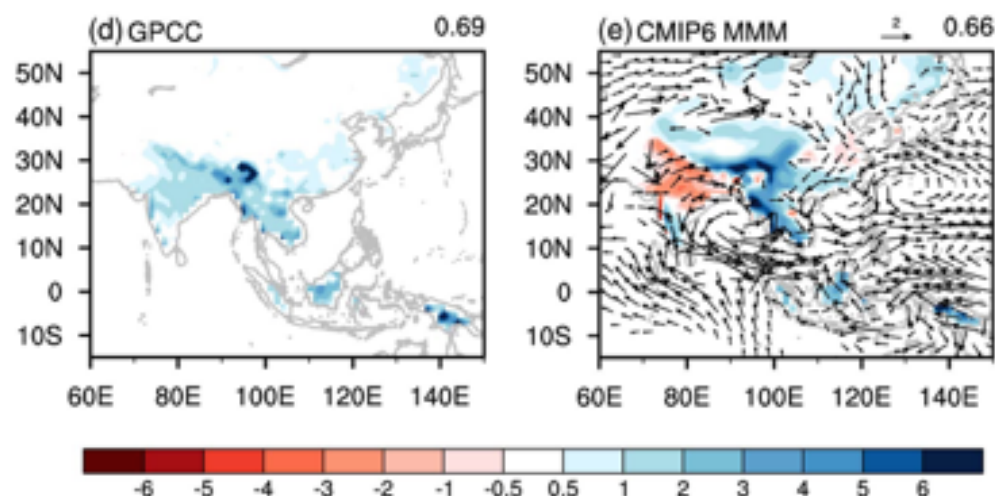 (d) GPCC 0.69
(e) CMIP6 MMM 2 0.66
50N
40N
30N
20N
10N
0
10S
60E 80E 100E 120E 140E
50N
40N
30N
20N
10N
0
10S
60E 80E 100E 120E 140E
-6 -5 -4 -3 -2 -1 -0.5 0.5 1 2 3 4 5 6